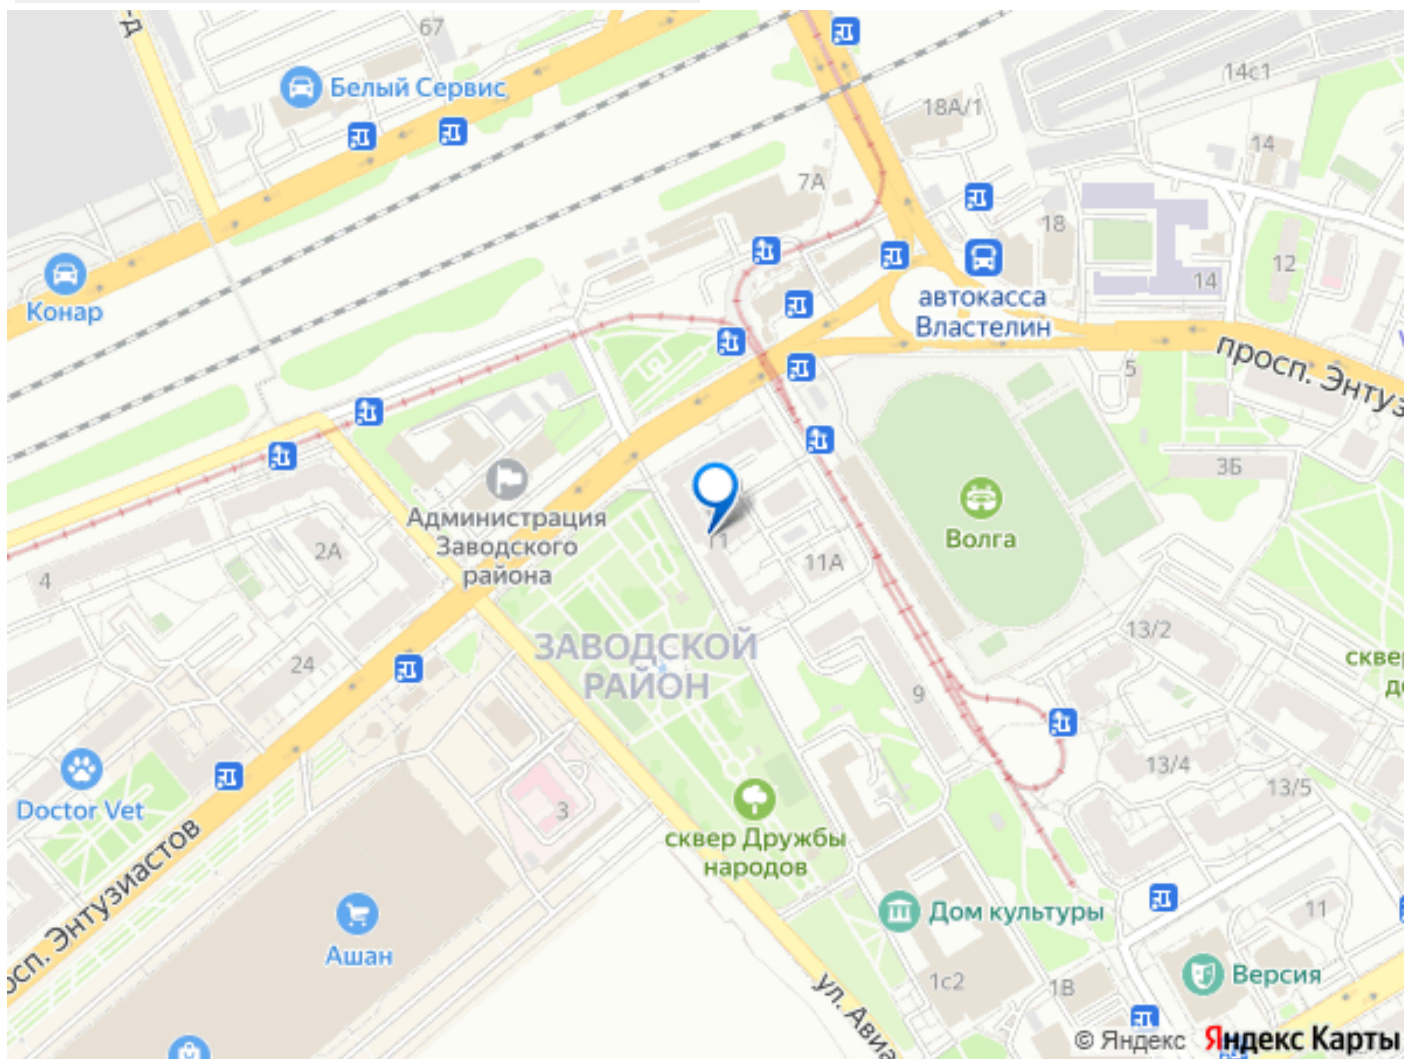 67
Белый Сервис
14с1
18А/1
14
7А
18
12
14
Конар
автокасса
Властелин
просп. Энтуз
5
3Б
Администрация
Заводского
района
2А
4
11
11А
Волга
13/2
ЗАВОДСКОЙ
РАЙОН
24
9
сквер
до
13/4
13/5
Doctor Vet
3
сквер Дружбы
народов
просп. Энтузиастов
Ашан
Дом культуры
11
1с2
1В
Версия
ул. Авиа
© Яндекс Яндекс Карты